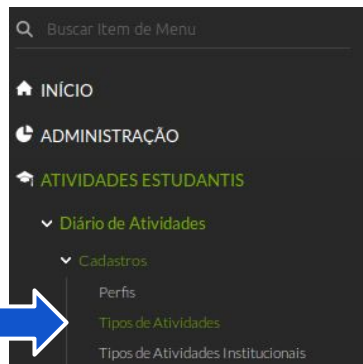 Buscar Item de Menu
INÍCIO
ADMINISTRAÇÃO
ATIVIDADES ESTUDANTIS
Diário de Atividades
Cadastros
Perfis
Tipos de Atividades
Tipos de Atividades Institucionais